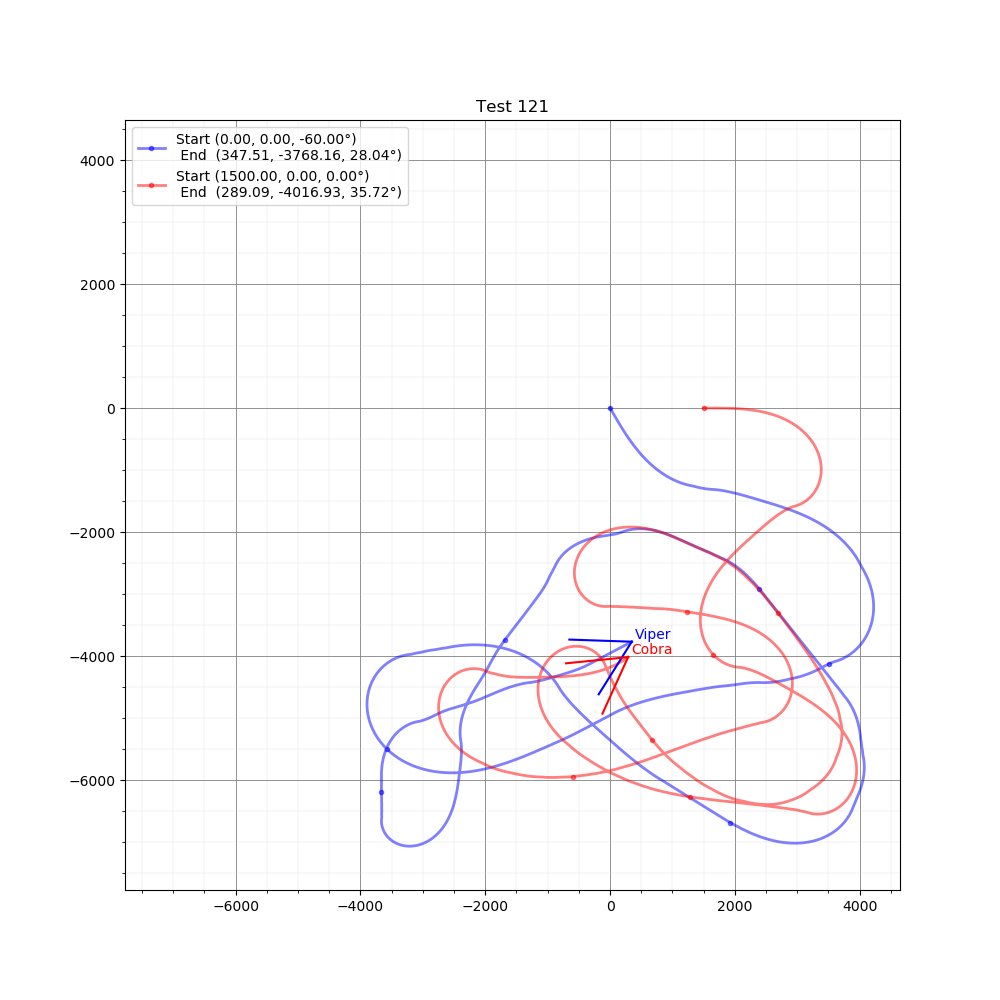 Test 121
Start (0.00, 0.00, -60.00°)
End (347.51, -3768.16, 28.04°)
Start (1500.00, 0.00, 0.00°)
End (289.09, -4016.93, 35.72°)
4000
2000
0
−2000
−4000
−6000
Viper
Cobra
−6000 −4000 −2000 0 2000 4000